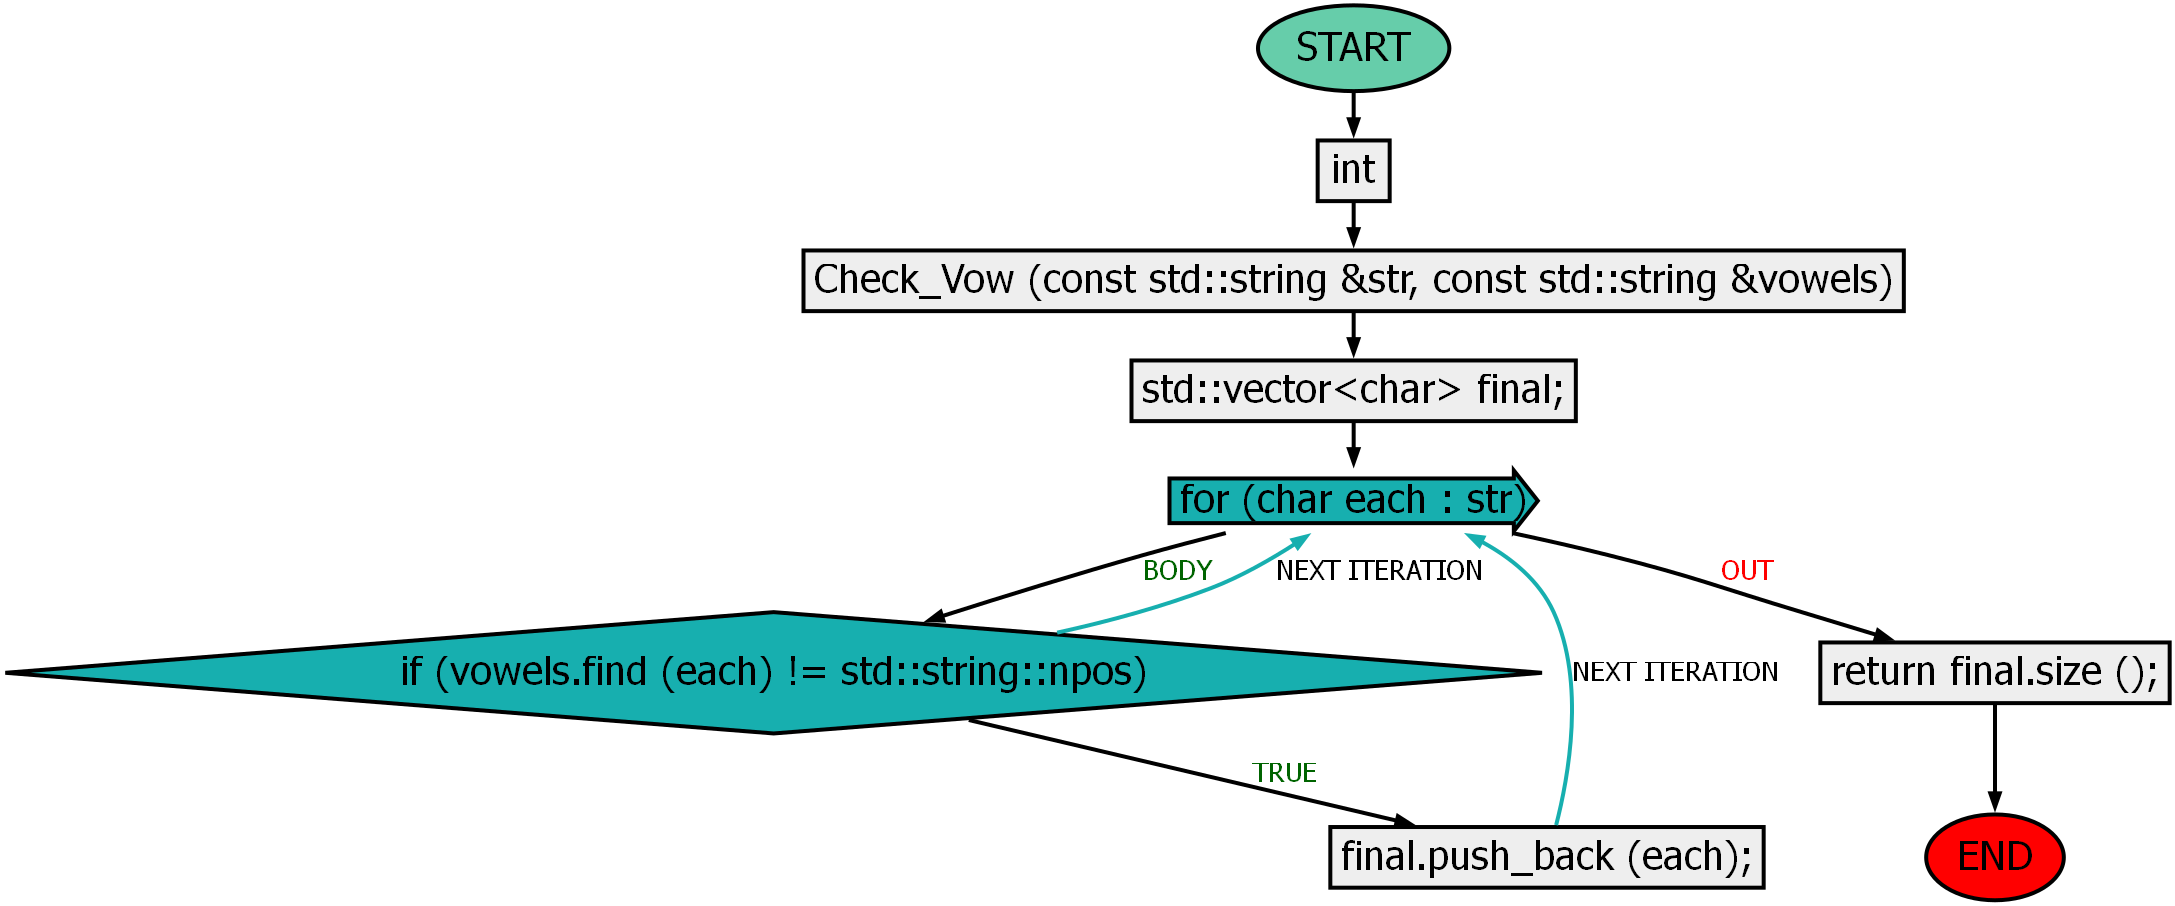 START
int
Check_Vow (const std::string &str, const std::string &vowels)
std::vector<char> final;
for (char each : str)
BODY
NEXT ITERATION
OUT
if (vowels.find (each) != std::string::npos)
NEXT ITERATION
return final.size ();
TRUE
final.push_back (each);
END